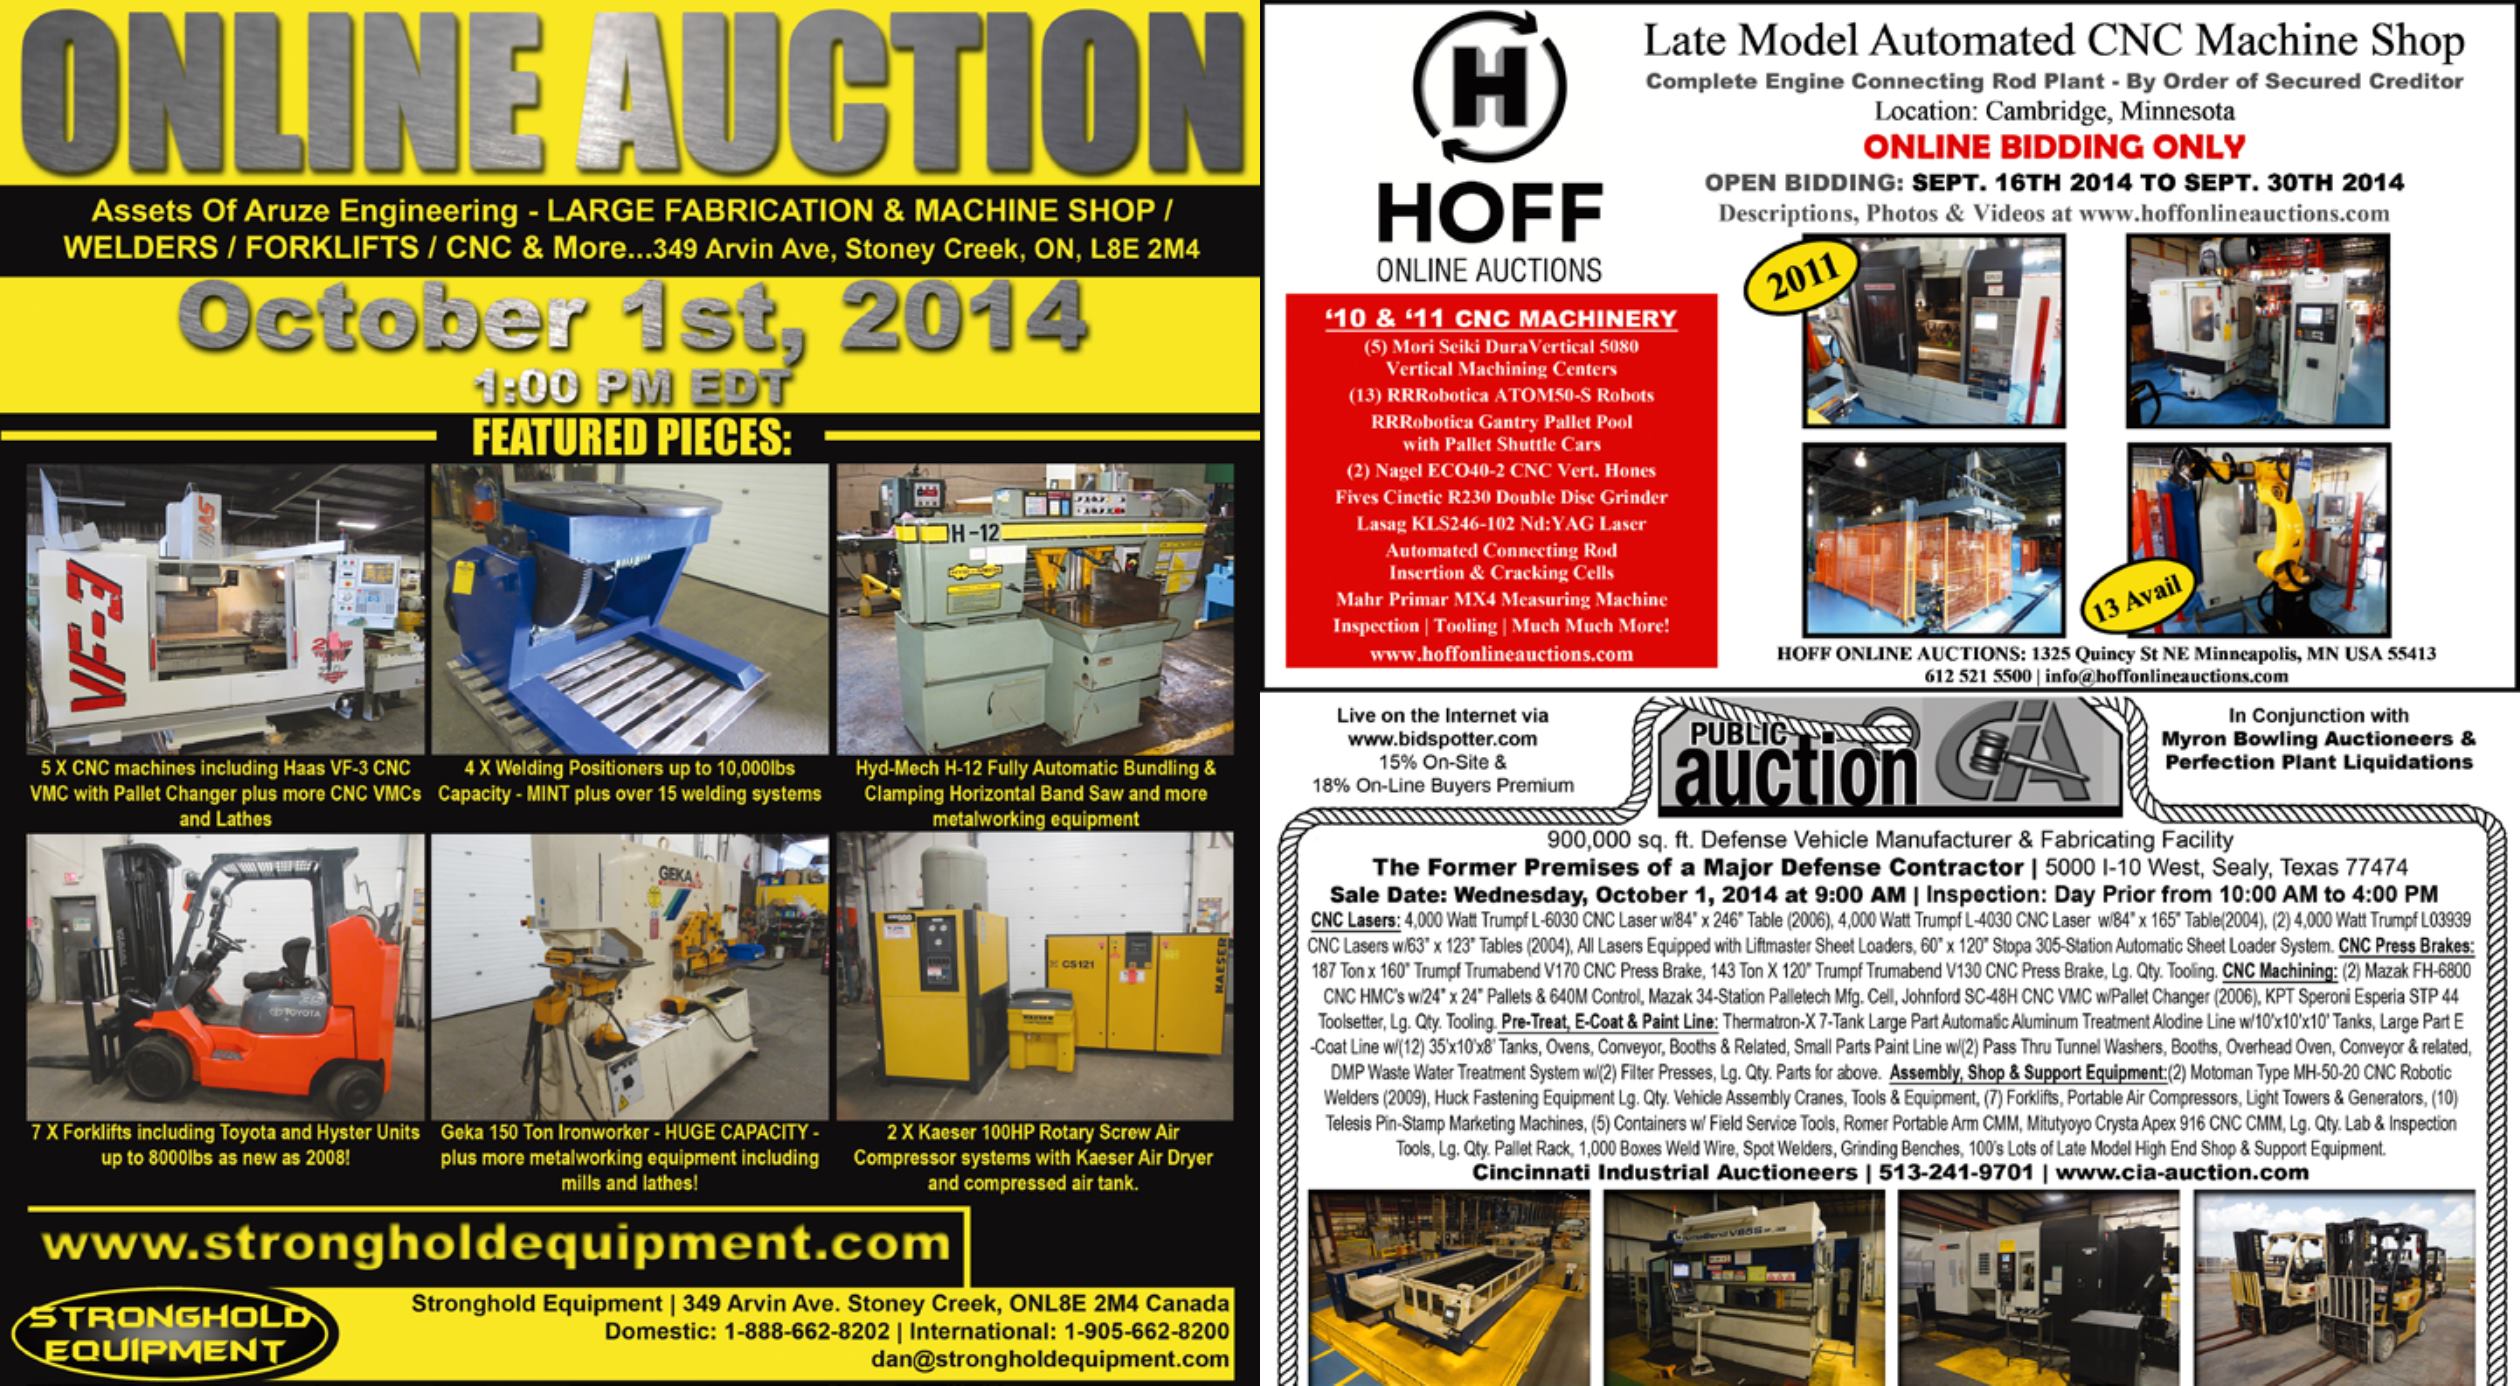 ONLINE AUCTION
Assets Of Aruze Engineering - LARGE FABRICATION & MACHINE SHOP /
WELDERS / FORKLIFTS / CNC & More...349 Arvin Ave, Stoney Creek, ON, L8E 2M4
October 1st, 2014
1:00 PM EDT
FEATURED PIECES:
VF-3
H-12
HYD-MECH
5 X CNC machines including Haas VF-3 CNC
VMC with Pallet Changer plus more CNC VMCs
and Lathes
4 X Welding Positioners up to 10,000lbs
Capacity - MINT plus over 15 welding systems
Hyd-Mech H-12 Fully Automatic Bundling &
Clamping Horizontal Band Saw and more
metalworking equipment
TOYOTA
GEKA
CS 121
KAESER
7 X Forklifts including Toyota and Hyster Units
up to 8000lbs as new as 2008!
Geka 150 Ton Ironworker - HUGE CAPACITY -
plus more metalworking equipment including
mills and lathes!
2 X Kaeser 100HP Rotary Screw Air
Compressor systems with Kaeser Air Dryer
and compressed air tank.
www.strongholdequipment.com
STRONGHOLD
EQUIPMENT
Stronghold Equipment | 349 Arvin Ave. Stoney Creek, ONL8E 2M4 Canada
Domestic: 1-888-662-8202 | International: 1-905-662-8200
dan@strongholdequipment.com
H
HOFF
ONLINE AUCTIONS
Late Model Automated CNC Machine Shop
Complete Engine Connecting Rod Plant - By Order of Secured Creditor
Location: Cambridge, Minnesota
ONLINE BIDDING ONLY
OPEN BIDDING: SEPT. 16TH 2014 TO SEPT. 30TH 2014
Descriptions, Photos & Videos at www.hoffonlineauctions.com
‘10 & ‘11 CNC MACHINERY
(5) Mori Seiki DuraVertical 5080
Vertical Machining Centers
(13) RRRobotica ATOM50-S Robots
RRRobotica Gantry Pallet Pool
with Pallet Shuttle Cars
(2) Nagel ECO40-2 CNC Vert. Hones
Fives Cinetic R230 Double Disc Grinder
Lasag KLS246-102 Nd:YAG Laser
Automated Connecting Rod
Insertion & Cracking Cells
Mahr Primar MX4 Measuring Machine
Inspection | Tooling | Much Much More!
www.hoffonlineauctions.com
2011
13 Avail
HOFF ONLINE AUCTIONS: 1325 Quincy St NE Minneapolis, MN USA 55413
612 521 5500 | info@hoffonlineauctions.com
Live on the Internet via
www.bidspotter.com
15% On-Site &
18% On-Line Buyers Premium
PUBLIC
auction
CIA
In Conjunction with
Myron Bowling Auctioneers &
Perfection Plant Liquidations
900,000 sq. ft. Defense Vehicle Manufacturer & Fabricating Facility
The Former Premises of a Major Defense Contractor | 5000 I-10 West, Sealy, Texas 77474
Sale Date: Wednesday, October 1, 2014 at 9:00 AM | Inspection: Day Prior from 10:00 AM to 4:00 PM
CNC Lasers: 4,000 Watt Trumpf L-6030 CNC Laser w/84" x 246" Table (2006), 4,000 Watt Trumpf L-4030 CNC Laser w/84" x 165" Table(2004), (2) 4,000 Watt Trumpf L03939
CNC Lasers w/63" x 123" Tables (2004), All Lasers Equipped with Liftmaster Sheet Loaders, 60" x 120" Stopa 305-Station Automatic Sheet Loader System. CNC Press Brakes:
187 Ton x 160" Trumpf Trumabend V170 CNC Press Brake, 143 Ton X 120" Trumpf Trumabend V130 CNC Press Brake, Lg. Qty. Tooling. CNC Machining: (2) Mazak FH-6800
CNC HMC's w/24" x 24" Pallets & 640M Control, Mazak 34-Station Palletech Mfg. Cell, Johnford SC-48H CNC VMC w/Pallet Changer (2006), KPT Speroni Esperia STP 44
Toolsetter, Lg. Qty. Tooling. Pre-Treat, E-Coat & Paint Line: Thermatron-X 7-Tank Large Part Automatic Aluminum Treatment Alodine Line w/10'x10'x10' Tanks, Large Part E
-Coat Line w/(12) 35'x10'x8' Tanks, Ovens, Conveyor, Booths & Related, Small Parts Paint Line w/(2) Pass Thru Tunnel Washers, Booths, Overhead Oven, Conveyor & related,
DMP Waste Water Treatment System w/(2) Filter Presses, Lg. Qty. Parts for above. Assembly, Shop & Support Equipment:(2) Motoman Type MH-50-20 CNC Robotic
Welders (2009), Huck Fastening Equipment Lg. Qty. Vehicle Assembly Cranes, Tools & Equipment, (7) Forklifts, Portable Air Compressors, Light Towers & Generators, (10)
Telesis Pin-Stamp Marketing Machines, (5) Containers w/ Field Service Tools, Romer Portable Arm CMM, Mitutyoyo Crysta Apex 916 CNC CMM, Lg. Qty. Lab & Inspection
Tools, Lg. Qty. Pallet Rack, 1,000 Boxes Weld Wire, Spot Welders, Grinding Benches, 100's Lots of Late Model High End Shop & Support Equipment.
Cincinnati Industrial Auctioneers | 513-241-9701 | www.cia-auction.com